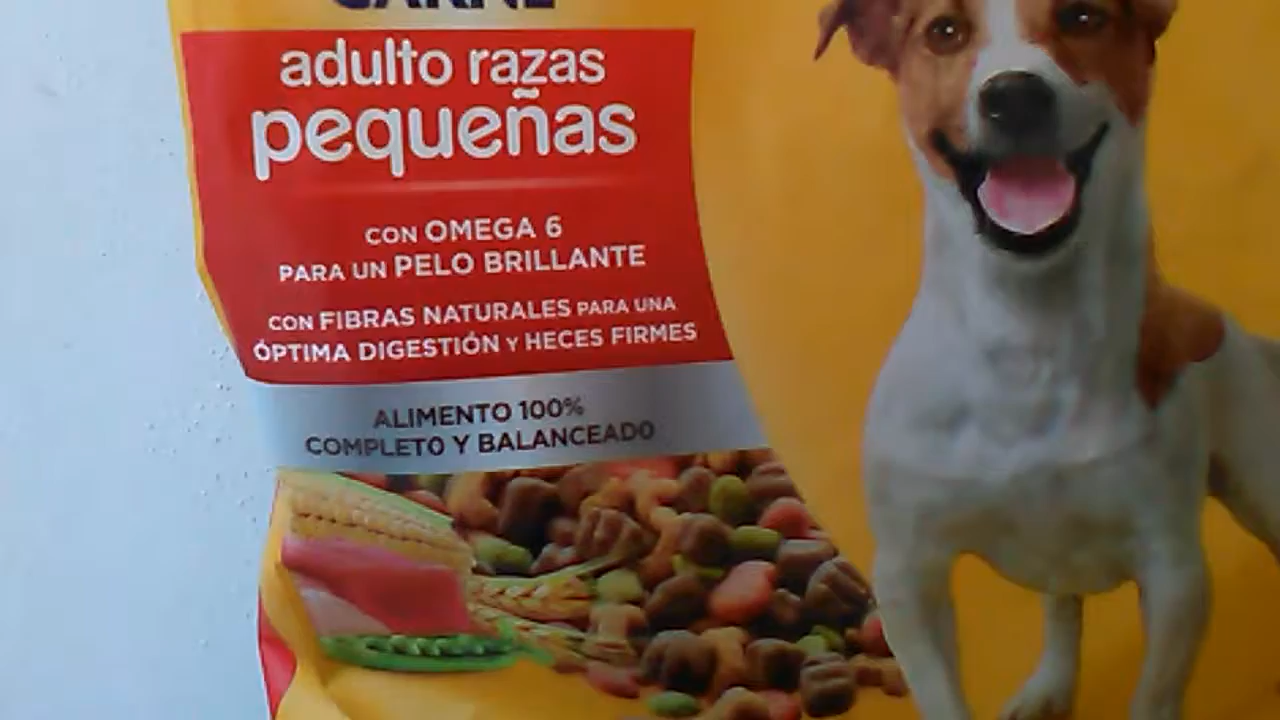 CARNE
adulto razas
pequeñas
CON OMEGA 6
PARA UN PELO BRILLANTE
CON FIBRAS NATURALES PARA UNA
ÓPTIMA DIGESTIÓN Y HECES FIRMES
ALIMENTO 100%
COMPLETO Y BALANCEADO